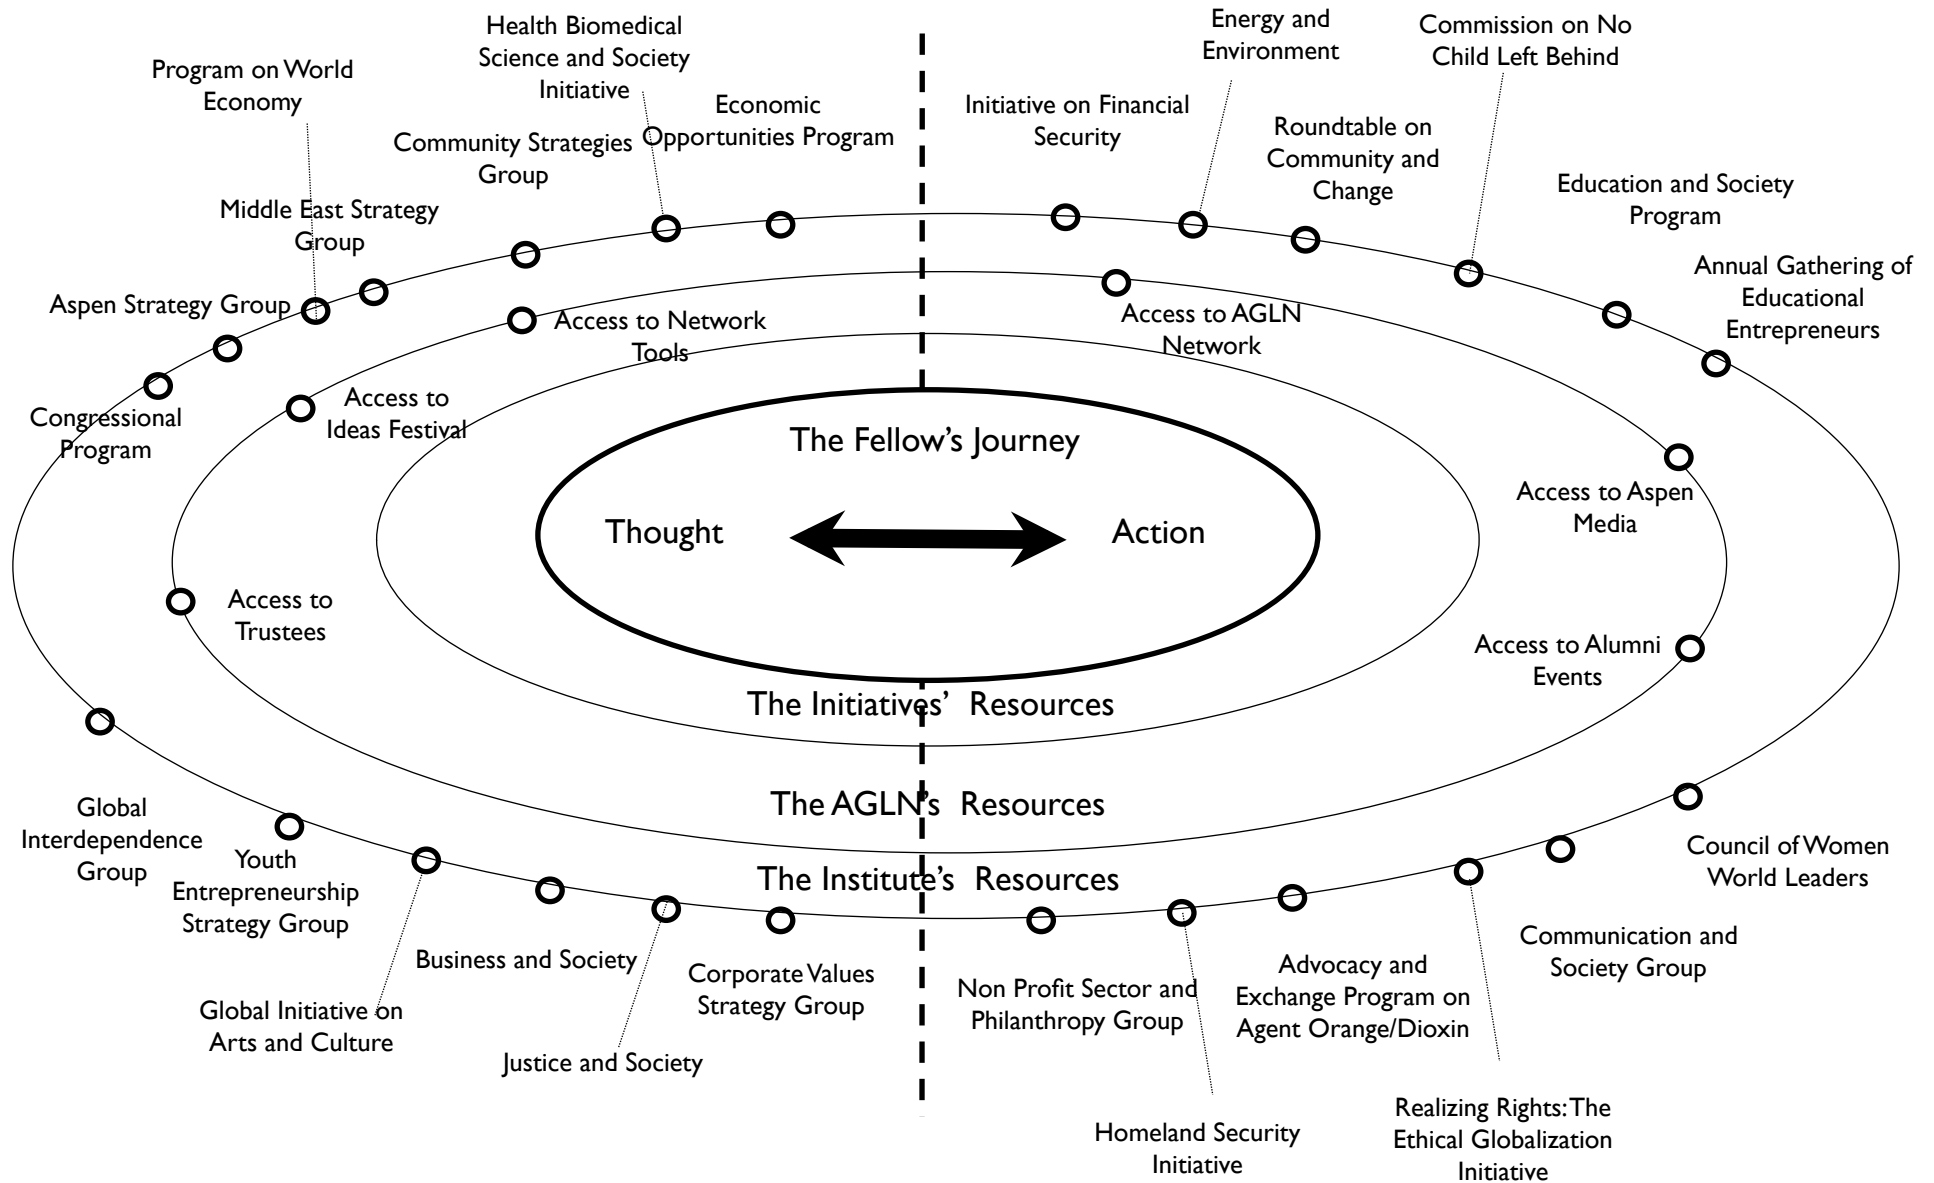 Health Biomedical
Science and Society
Initiative
Energy and
Environment
Commission on No
Child Left Behind
Program on World
Economy
Economic
Opportunities Program
Initiative on Financial
Security
Community Strategies
Group
Roundtable on
Community and
Change
Education and Society
Program
Middle East Strategy
Group
Annual Gathering of
Educational
Entrepreneurs
Aspen Strategy Group
Access to Network
Tools
Access to AGLN
Network
Congressional
Program
Access to
Ideas Festival
The Fellow's Journey
Thought
Action
Access to Aspen
Media
Access to
Trustees
Access to Alumni
Events
The Initiatives' Resources
The AGLN's Resources
The Institute's Resources
Global
Interdependence
Group
Youth
Entrepreneurship
Strategy Group
Council of Women
World Leaders
Business and Society
Corporate Values
Strategy Group
Non Profit Sector and
Philanthropy Group
Advocacy and
Exchange Program on
Agent Orange/Dioxin
Communication and
Society Group
Global Initiative on
Arts and Culture
Justice and Society
Homeland Security
Initiative
Realizing Rights: The
Ethical Globalization
Initiative